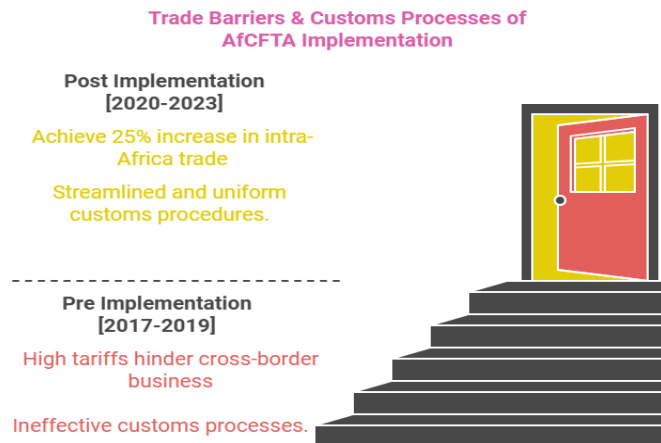 Trade Barriers & Customs Processes of
AfCFTA Implementation
Post Implementation
[2020-2023]
Achieve 25% increase in intra-
Africa trade
Streamlined and uniform
customs procedures.
Pre Implementation
[2017-2019]
High tariffs hinder cross-border
business
Ineffective customs processes.